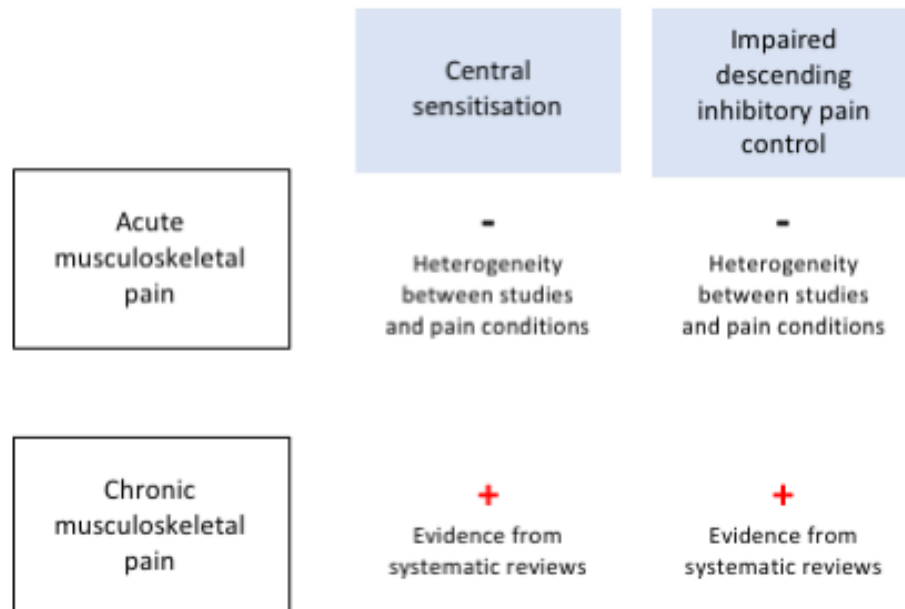 Central
sensitisation
Impaired
descending
inhibitory pain
control
Acute
musculoskeletal
pain
-
Heterogeneity
between studies
and pain conditions
-
Heterogeneity
between studies
and pain conditions
Chronic
musculoskeletal
pain
+
Evidence from
systematic reviews
+
Evidence from
systematic reviews